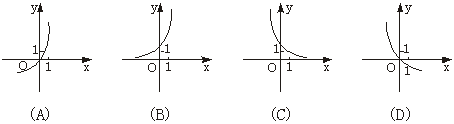 y y y y
1 1 1 1
O 1 x O 1 x O 1 x O 1 x
(A) (B) (C) (D)